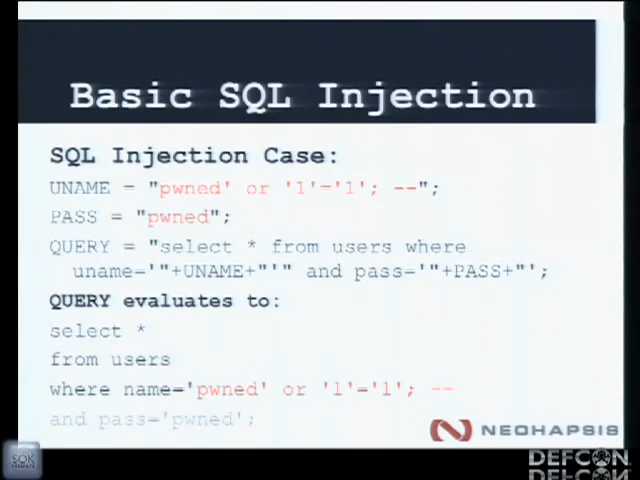 Basic SQL Injection
SQL Injection Case:
UNAME = "pwned' or '1'='1'; --";
PASS = "pwned";
QUERY = "select * from users where
uname='"+UNAME+"'" and pass='"+PASS+"';
QUERY evaluates to:
select *
from users
where name='pwned' or '1'='1'; --
and pass='pwned';
NEOHAPSIS
SOK
DEFCON
DEFCON